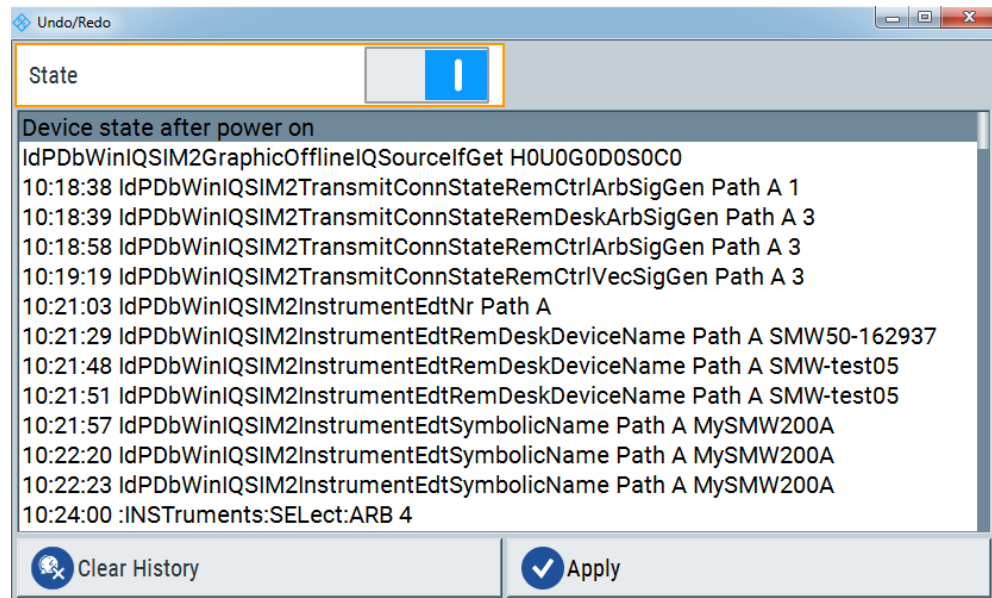 Undo/Redo
State
Device state after power on
IdPDbWinIQSIM2GraphicOfflineIQSourceIfGet H0U0G0D0S0C0
10:18:38 IdPDbWinIQSIM2TransmitConnStateRemCtrlArbSigGen Path A 1
10:18:39 IdPDbWinIQSIM2TransmitConnStateRemDeskArbSigGen Path A 3
10:18:58 IdPDbWinIQSIM2TransmitConnStateRemCtrlArbSigGen Path A 3
10:19:19 IdPDbWinIQSIM2TransmitConnStateRemCtrlVecSigGen Path A 3
10:21:03 IdPDbWinIQSIM2InstrumentEdtNr Path A
10:21:29 IdPDbWinIQSIM2InstrumentEdtRemDeskDeviceName Path A SMW50-162937
10:21:48 IdPDbWinIQSIM2InstrumentEdtRemDeskDeviceName Path A SMW-test05
10:21:51 IdPDbWinIQSIM2InstrumentEdtRemDeskDeviceName Path A SMW-test05
10:21:57 IdPDbWinIQSIM2InstrumentEdtSymbolicName Path A MySMW200A
10:22:20 IdPDbWinIQSIM2InstrumentEdtSymbolicName Path A MySMW200A
10:22:23 IdPDbWinIQSIM2InstrumentEdtSymbolicName Path A MySMW200A
10:24:00 :INSTruments:SELect:ARB 4
Clear History
Apply